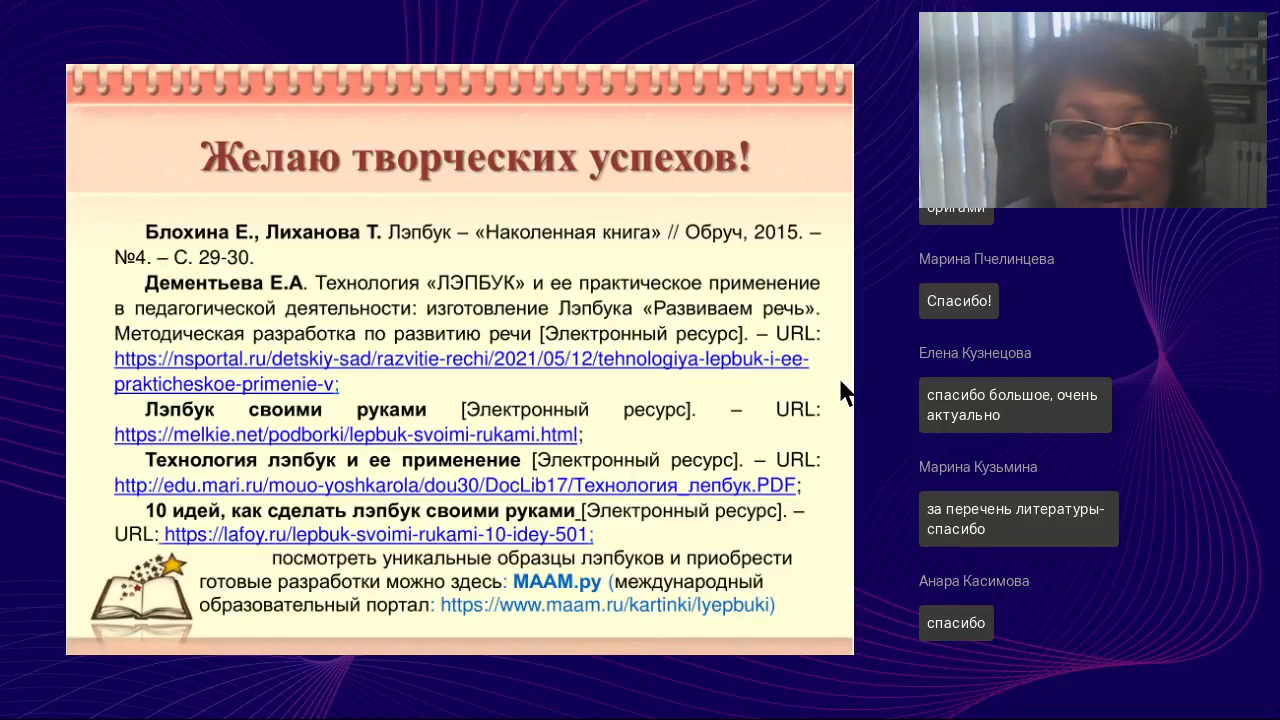 Желаю творческих успехов!
Блохина Е., Лиханова Т. Лэпбук – «Наколенная книга» // Обруч, 2015. –
№4. – С. 29-30.
Дементьева Е.А. Технология «ЛЭПБУК» и ее практическое применение
в педагогической деятельности: изготовление Лэпбука «Развиваем речь».
Методическая разработка по развитию речи [Электронный ресурс]. – URL:
https://nsportal.ru/detskiy-sad/razvitie-rechi/2021/05/12/tehnologiya-lepbuk-i-ee-
prakticheskoe-primenie-v;
Лэпбук своими руками [Электронный ресурс]. – URL:
https://melkie.net/podborki/lepbuk-svoimi-rukami.html;
Технология лэпбук и ее применение [Электронный ресурс]. – URL:
http://edu.mari.ru/mouo-yoshkarola/dou30/DocLib17/Технология_лепбук.PDF;
10 идей, как сделать лэпбук своими руками [Электронный ресурс]. –
URL: https://lafoy.ru/lepbuk-svoimi-rukami-10-idey-501;
посмотреть уникальные образцы лэпбуков и приобрести
готовые разработки можно здесь: МААМ.ру (международный
образовательный портал: https://www.maam.ru/kartinki/lyepbuki)
оригами
Марина Пчелинцева
Спасибо!
Елена Кузнецова
спасибо большое, очень
актуально
Марина Кузьмина
за перечень литературы-
спасибо
Анара Касимова
спасибо